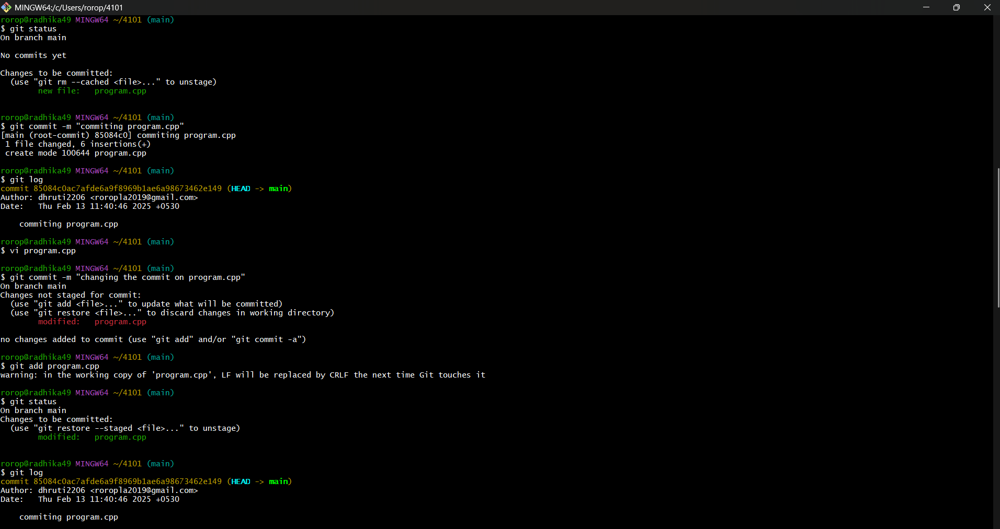 MINGW64:/c/Users/rorop/4101
rorop@radhika49 MINGW64 ~/4101 (main)
$ git status
On branch main
No commits yet
Changes to be committed:
  (use "git rm --cached <file>..." to unstage)
        new file:   program.cpp
rorop@radhika49 MINGW64 ~/4101 (main)
$ git commit -m "commiting program.cpp"
[main (root-commit) 85084c0] commiting program.cpp
 1 file changed, 6 insertions(+)
 create mode 100644 program.cpp
rorop@radhika49 MINGW64 ~/4101 (main)
$ git log
commit 85084c0ac7afde6a9f8969b1ae6a98673462e149 (HEAD -> main)
Author: dhruti2206 <roropla2019@gmail.com>
Date:   Thu Feb 13 11:40:46 2025 +0530
    commiting program.cpp
rorop@radhika49 MINGW64 ~/4101 (main)
$ vi program.cpp
rorop@radhika49 MINGW64 ~/4101 (main)
$ git commit -m "changing the commit on program.cpp"
On branch main
Changes not staged for commit:
  (use "git add <file>..." to update what will be committed)
  (use "git restore <file>..." to discard changes in working directory)
        modified:   program.cpp
no changes added to commit (use "git add" and/or "git commit -a")
rorop@radhika49 MINGW64 ~/4101 (main)
$ git add program.cpp
warning: in the working copy of 'program.cpp', LF will be replaced by CRLF the next time Git touches it
rorop@radhika49 MINGW64 ~/4101 (main)
$ git status
On branch main
Changes to be committed:
  (use "git restore --staged <file>..." to unstage)
        modified:   program.cpp
rorop@radhika49 MINGW64 ~/4101 (main)
$ git log
commit 85084c0ac7afde6a9f8969b1ae6a98673462e149 (HEAD -> main)
Author: dhruti2206 <roropla2019@gmail.com>
Date:   Thu Feb 13 11:40:46 2025 +0530
    commiting program.cpp